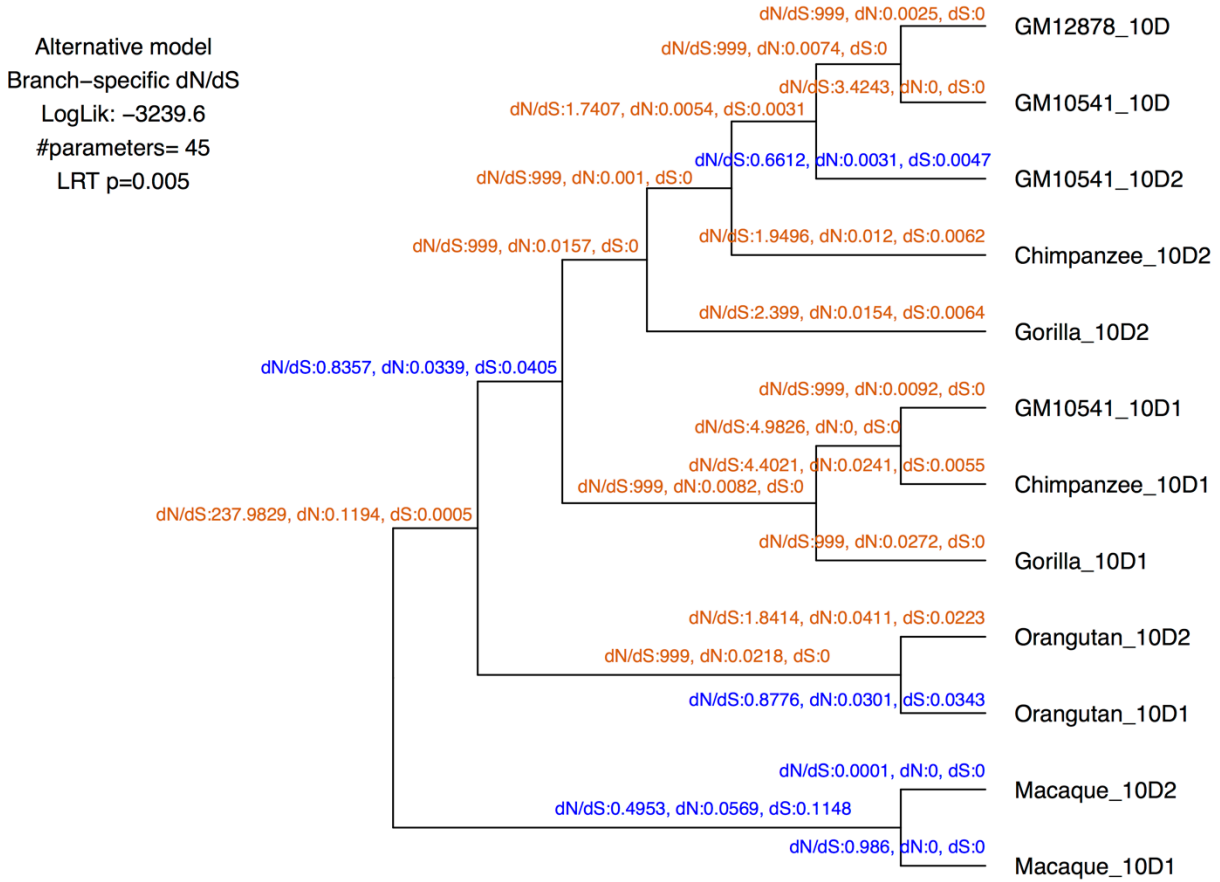 Alternative model
Branch−specific dN/dS
LogLik: −3239.6
#parameters= 45
LRT p=0.005
dN/dS:999, dN:0.0025, dS:0
GM12878_10D
dN/dS:999, dN:0.0074, dS:0
dN/dS:3.4243, dN:0, dS:0
GM10541_10D
dN/dS:1.7407, dN:0.0054, dS:0.0031
dN/dS:0.6612, dN:0.0031, dS:0.0047
GM10541_10D2
dN/dS:999, dN:0.001, dS:0
dN/dS:1.9496, dN:0.012, dS:0.0062
Chimpanzee_10D2
dN/dS:999, dN:0.0157, dS:0
dN/dS:2.399, dN:0.0154, dS:0.0064
Gorilla_10D2
dN/dS:0.8357, dN:0.0339, dS:0.0405
dN/dS:999, dN:0.0092, dS:0
GM10541_10D1
dN/dS:4.9826, dN:0, dS:0
dN/dS:4.4021, dN:0.0241, dS:0.0055
Chimpanzee_10D1
dN/dS:999, dN:0.0082, dS:0
dN/dS:237.9829, dN:0.1194, dS:0.0005
dN/dS:999, dN:0.0272, dS:0
Gorilla_10D1
dN/dS:1.8414, dN:0.0411, dS:0.0223
Orangutan_10D2
dN/dS:999, dN:0.0218, dS:0
dN/dS:0.8776, dN:0.0301, dS:0.0343
Orangutan_10D1
dN/dS:0.0001, dN:0, dS:0
Macaque_10D2
dN/dS:0.4953, dN:0.0569, dS:0.1148
dN/dS:0.986, dN:0, dS:0
Macaque_10D1